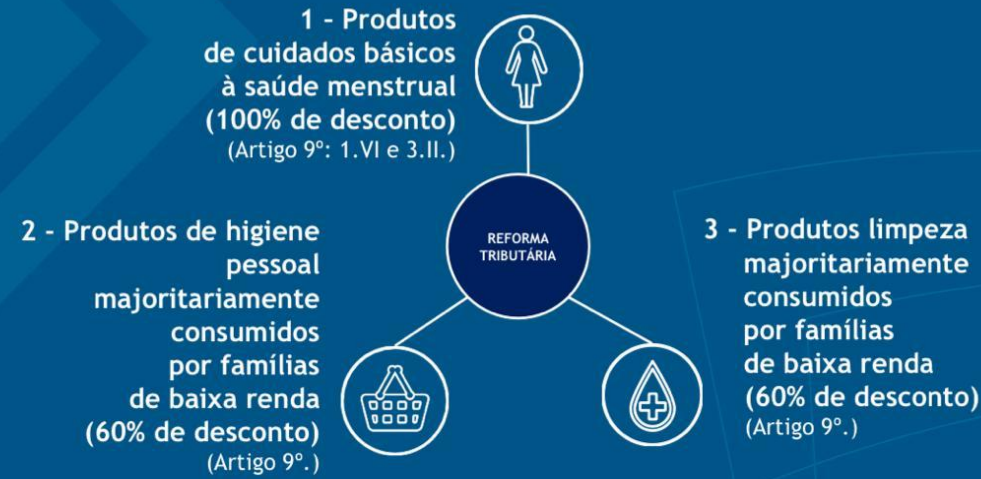 1 - Produtos
de cuidados básicos
à saúde menstrual
(100% de desconto)
(Artigo 9º: 1.VI e 3.II.)
REFORMA
TRIBUTÁRIA
2 - Produtos de higiene
pessoal
majoritariamente
consumidos
por famílias
de baixa renda
(60% de desconto)
(Artigo 9º.)
3 - Produtos limpeza
majoritariamente
consumidos
por famílias
de baixa renda
(60% de desconto)
(Artigo 9º.)